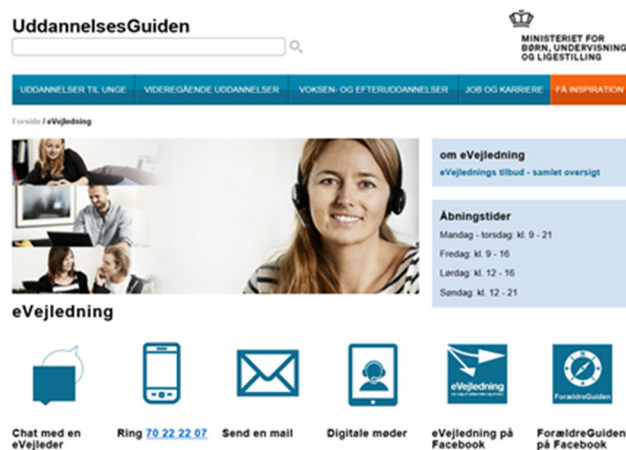 UddannelsesGuiden
MINISTERIET FOR
BØRN, UNDERVISNING
OG LIGESTILLING
UDDANNELSER TIL UNGE
VIDEREGÅENDE UDDANNELSER
VOKSEN- OG EFTERUDDANNELSER
JOB OG KARRIERE
FÅ INSPIRATION
Forside / eVejledning
om eVejledning
eVejlednings tilbud - samlet oversigt
Åbningstider
Mandag - torsdag: kl. 9 - 21
Fredag: kl. 9 - 16
Lørdag: kl. 12 - 16
Søndag: kl. 12 - 21
eVejledning
eVejledning
ForældreGuiden
Chat med en
eVejleder
Ring 70 22 22 07
Send en mail
Digitale møder
eVejledning på
Facebook
ForældreGuiden
på Facebook